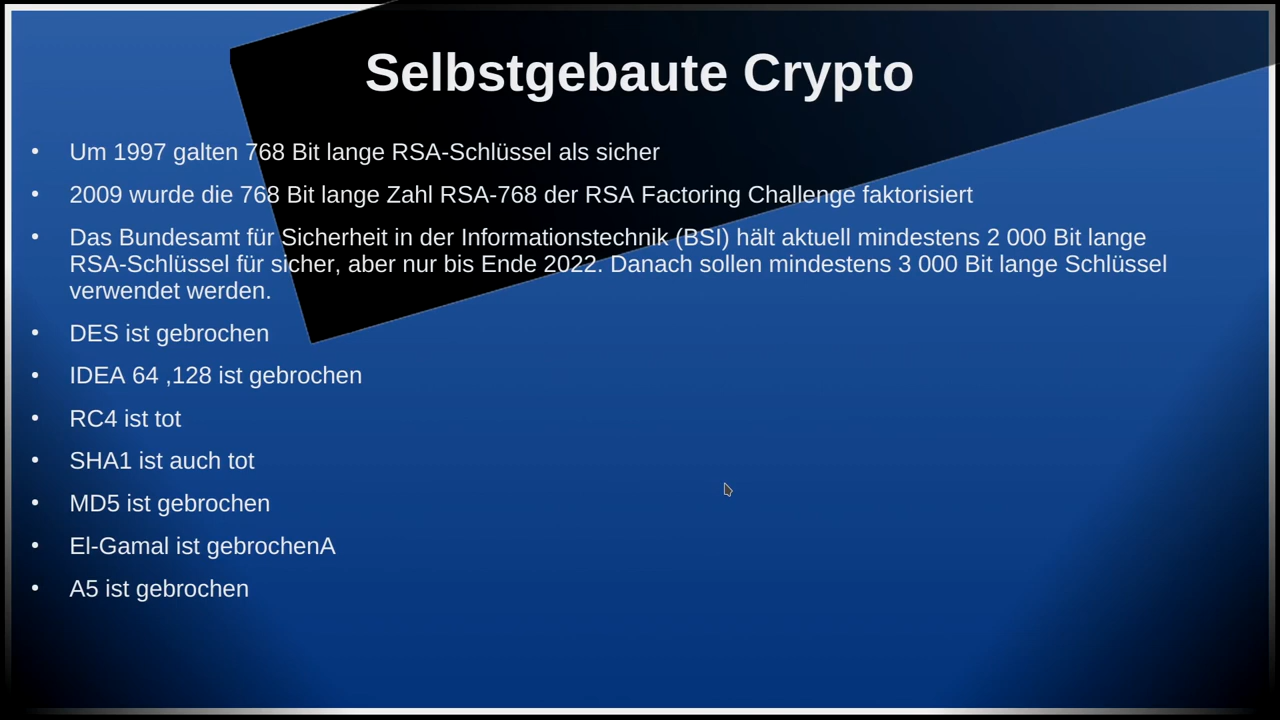 Selbstgebaute Crypto
• Um 1997 galten 768 Bit lange RSA-Schlüssel als sicher
• 2009 wurde die 768 Bit lange Zahl RSA-768 der RSA Factoring Challenge faktorisiert
• Das Bundesamt für Sicherheit in der Informationstechnik (BSI) hält aktuell mindestens 2 000 Bit lange
RSA-Schlüssel für sicher, aber nur bis Ende 2022. Danach sollen mindestens 3 000 Bit lange Schlüssel
verwendet werden.
• DES ist gebrochen
• IDEA 64 ,128 ist gebrochen
• RC4 ist tot
• SHA1 ist auch tot
• MD5 ist gebrochen
• El-Gamal ist gebrochenA
• A5 ist gebrochen